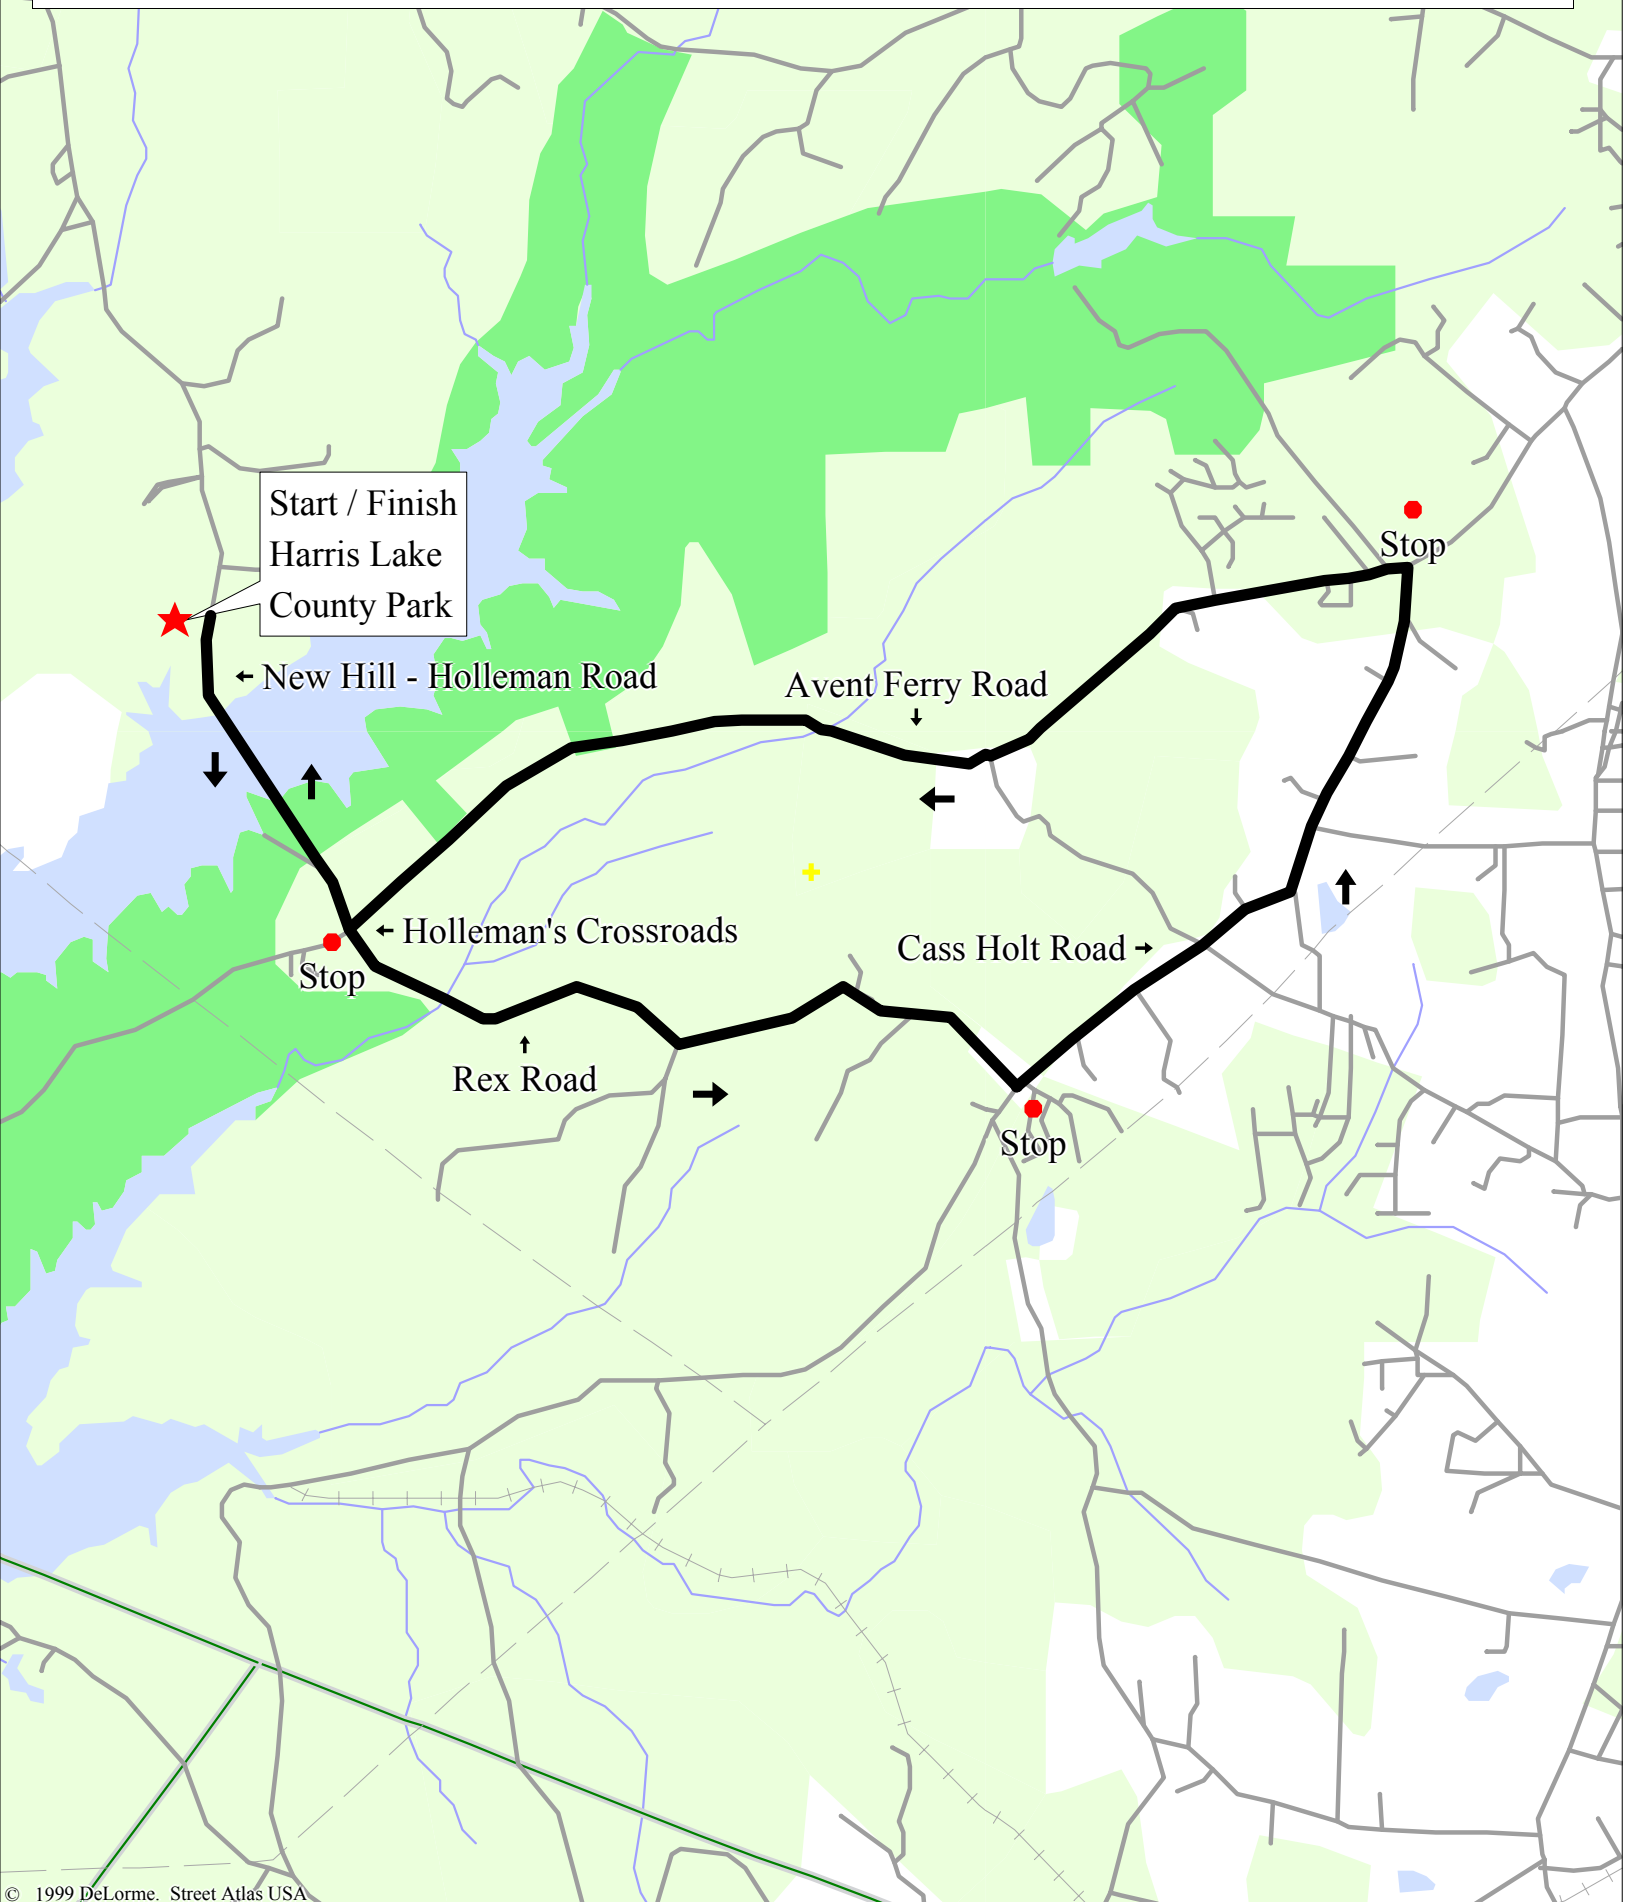 Start / Finish
Harris Lake
County Park
Stop
New Hill - Holleman Road
Avent Ferry Road
Holleman's Crossroads
Cass Holt Road
Stop
Rex Road
Stop
© 1999 DeLorme. Street Atlas USA